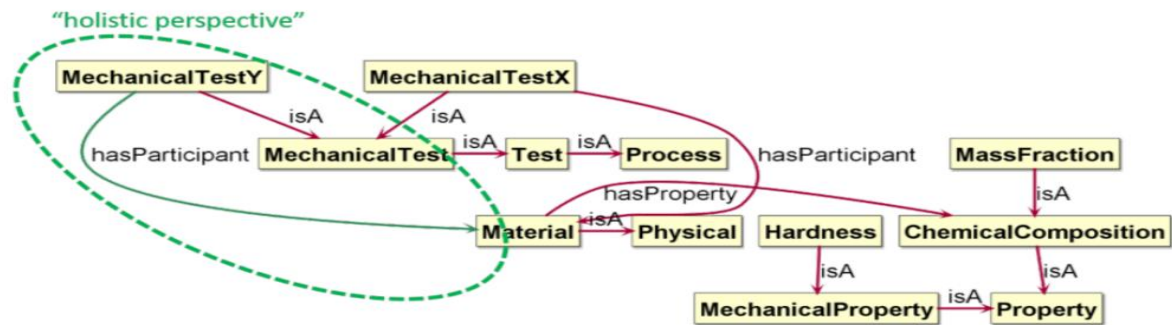 “holistic perspective”
MechanicalTestY
MechanicalTestX
isA
isA
hasParticipant
MechanicalTest
isA
Test
isA
Process
hasParticipant
MassFraction
hasProperty
isA
Material
isA
Physical
Hardness
ChemicalComposition
isA
isA
MechanicalProperty
isA
Property